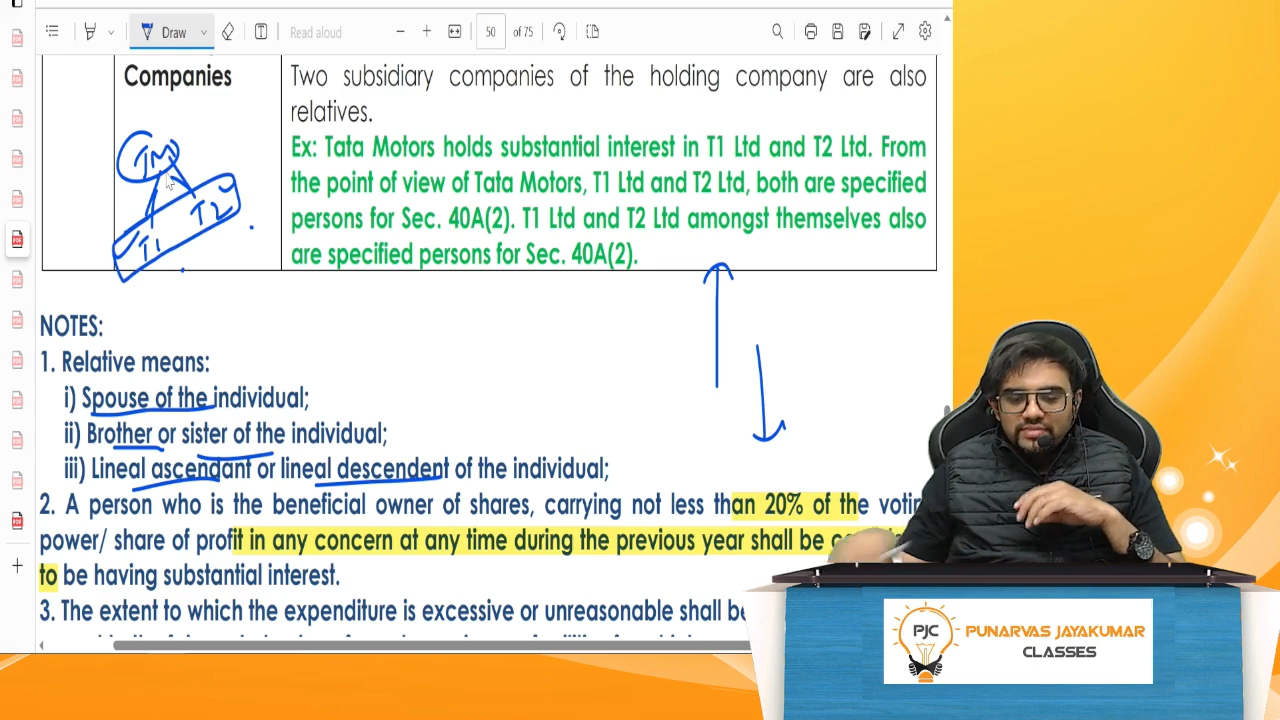 Draw
Read aloud
50 of 75
Companies
Two subsidiary companies of the holding company are also
relatives.
Ex: Tata Motors holds substantial interest in T1 Ltd and T2 Ltd. From
the point of view of Tata Motors, T1 Ltd and T2 Ltd, both are specified
persons for Sec. 40A(2). T1 Ltd and T2 Ltd amongst themselves also
are specified persons for Sec. 40A(2).
TM
T1 T2
NOTES:
1. Relative means:
i) Spouse of the individual;
ii) Brother or sister of the individual;
iii) Lineal ascendant or lineal descendent of the individual;
2. A person who is the beneficial owner of shares, carrying not less than 20% of the votin
power/ share of profit in any concern at any time during the previous year shall be
to be having substantial interest.
3. The extent to which the expenditure is excessive or unreasonable shall be
PJC
PUNARVAS JAYAKUMAR
CLASSES